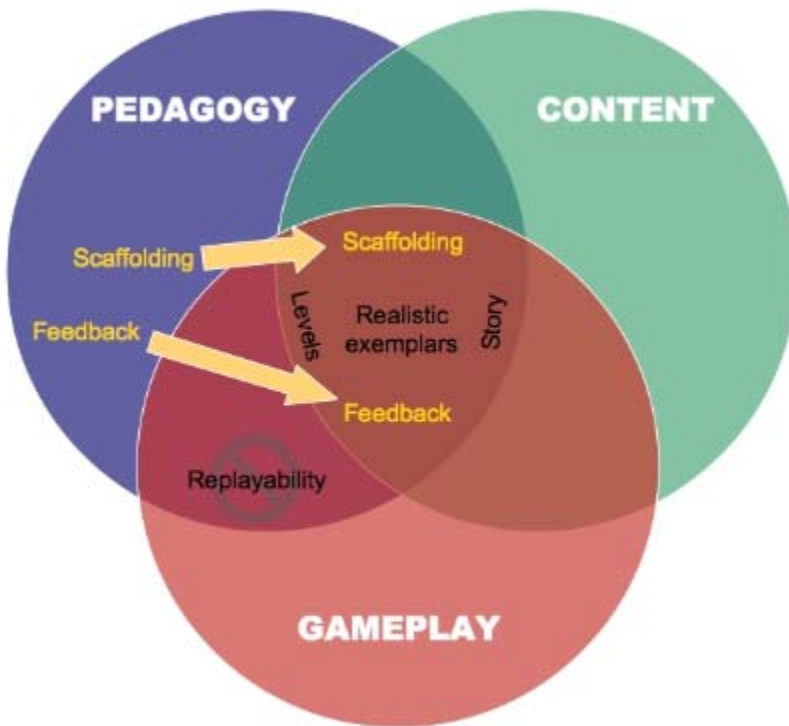 PEDAGOGY
CONTENT
Scaffolding
Scaffolding
Feedback
Levels
Realistic
exemplars
Story
Feedback
Replayability
GAMEPLAY